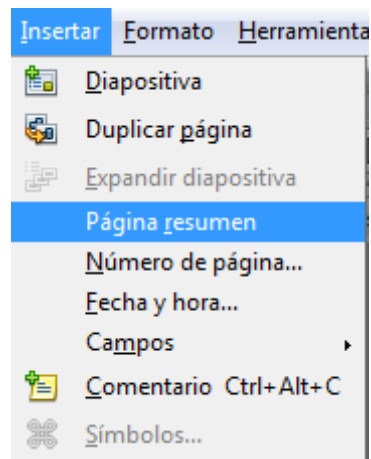 Insertar Formato Herramienta
Diapositiva
Duplicar página
Expandir diapositiva
Página resumen
Número de página...
Fecha y hora...
Campos
Comentario Ctrl+Alt+C
Símbolos...